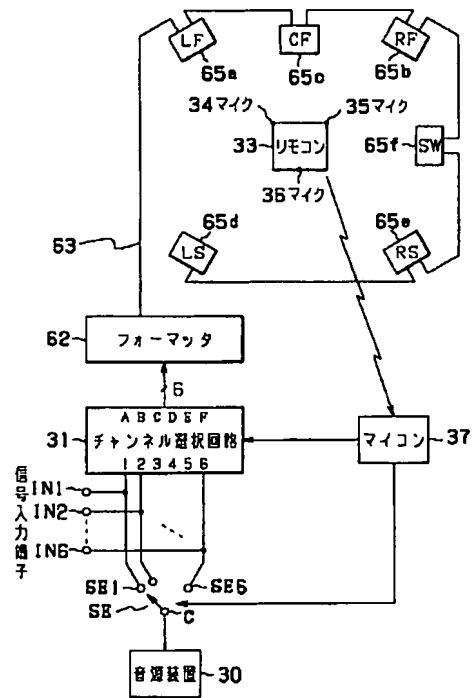 LF
CF
RF
65a
65c
65b
34マイク
35マイク
33
リモコン
65f
SW
36マイク
65d
65e
63
LS
RS
62
フォーマッタ
6
A B C D E F
31
チャンネル選択回路
マイコン
37
1 2 3 4 5 6
信号入力端子
IN1
IN2
IN6
SE1
SE6
SE
C
音源装置
30